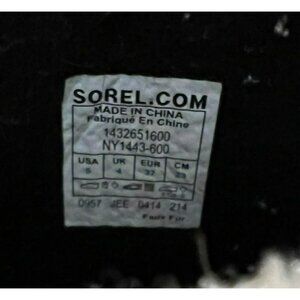 SOREL.COM
MADE IN CHINA
Fabriqué En Chine
1432651600
NY1443-600
USA UK EUR CM
5 4 37 23
0957 JEE 0414 214
Faux Fur